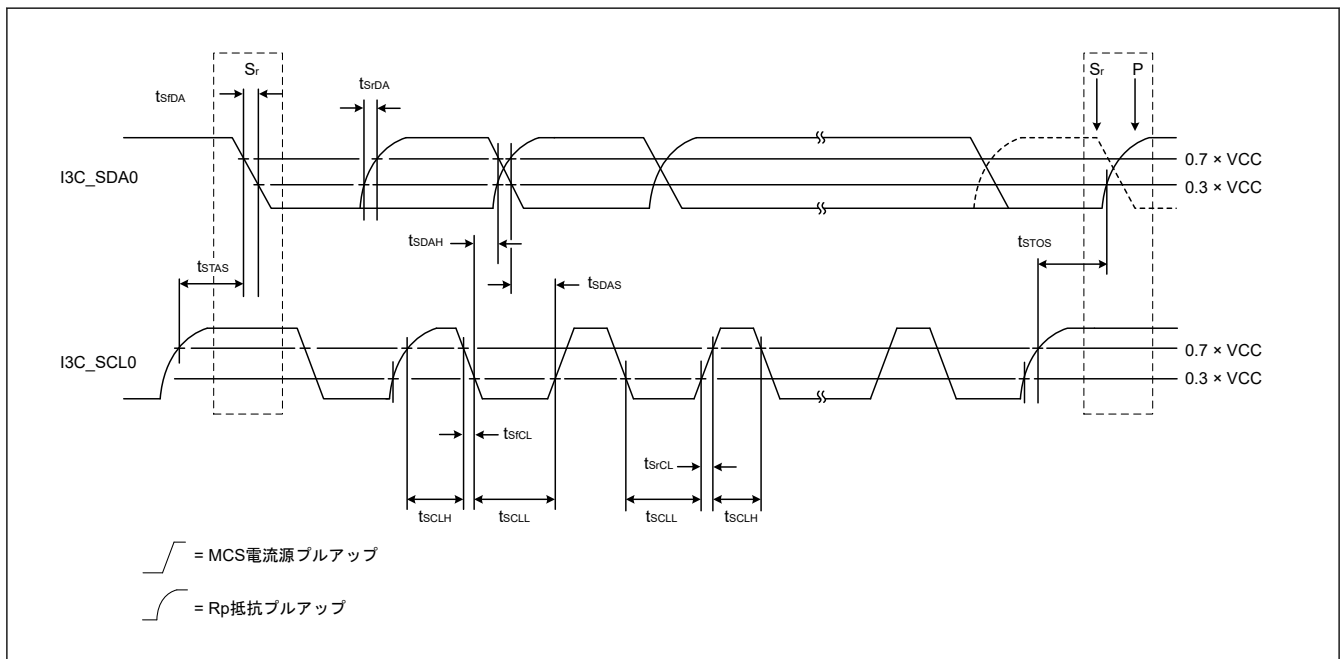 Sr
tSfDA
tSrDA
Sr
P
I3C_SDA0
0.7 × VCC
0.3 × VCC
tSDAH
tSTAS
tSTOS
tSDAS
I3C_SCL0
0.7 × VCC
0.3 × VCC
tSfCL
tSrCL
tSCLH
tSCLL
tSCLL
tSCLH
= MCS電流源プルアップ
= Rp抵抗プルアップ